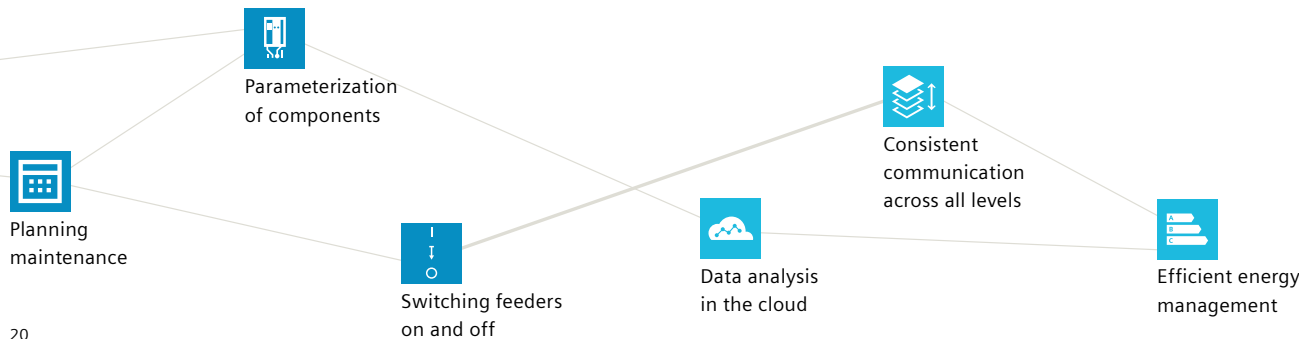 Parameterization
of components
Consistent
communication
across all levels
Planning
maintenance
A
B
C
Data analysis
in the cloud
Efficient energy
management
Switching feeders
on and off
20